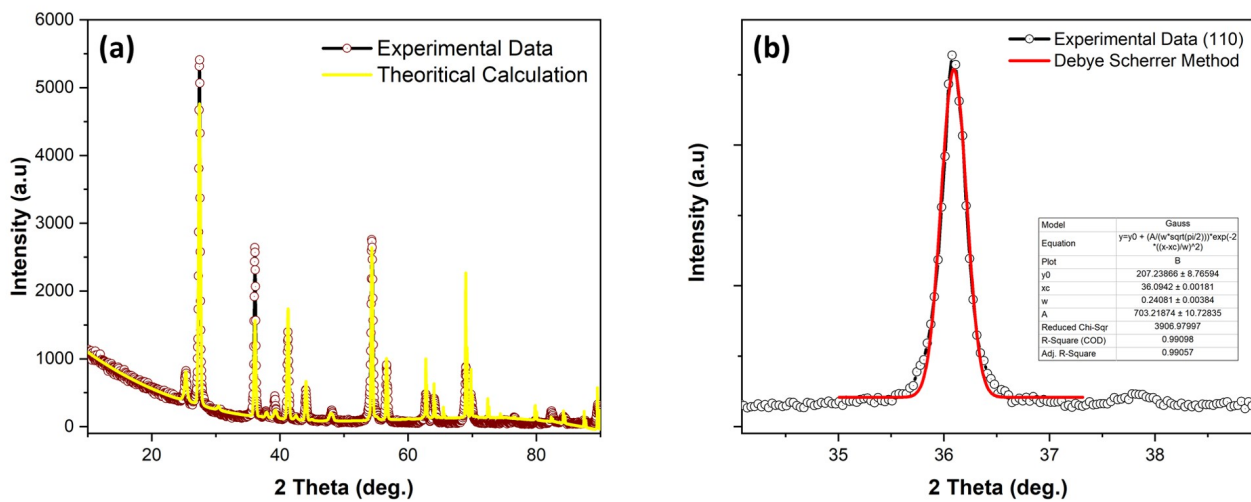 (a)
Experimental Data
Theoritical Calculation
Intensity (a.u)
6000
5000
4000
3000
2000
1000
0
20 40 60 80
2 Theta (deg.)
(b)
Experimental Data (110)
Debye Scherrer Method
Intensity (a.u)
Model Gauss
Equation y=y0 + (A/(w*sqrt(pi/2)))*exp(-2
*((x-xc)/w)^2)
Plot B
y0 207.23866 ± 8.76594
xc 36.0942 ± 0.00181
w 0.24081 ± 0.00384
A 703.21874 ± 10.72835
Reduced Chi-Sqr 3906.97997
R-Square (COD) 0.99098
Adj. R-Square 0.99057
35 36 37 38
2 Theta (deg.)